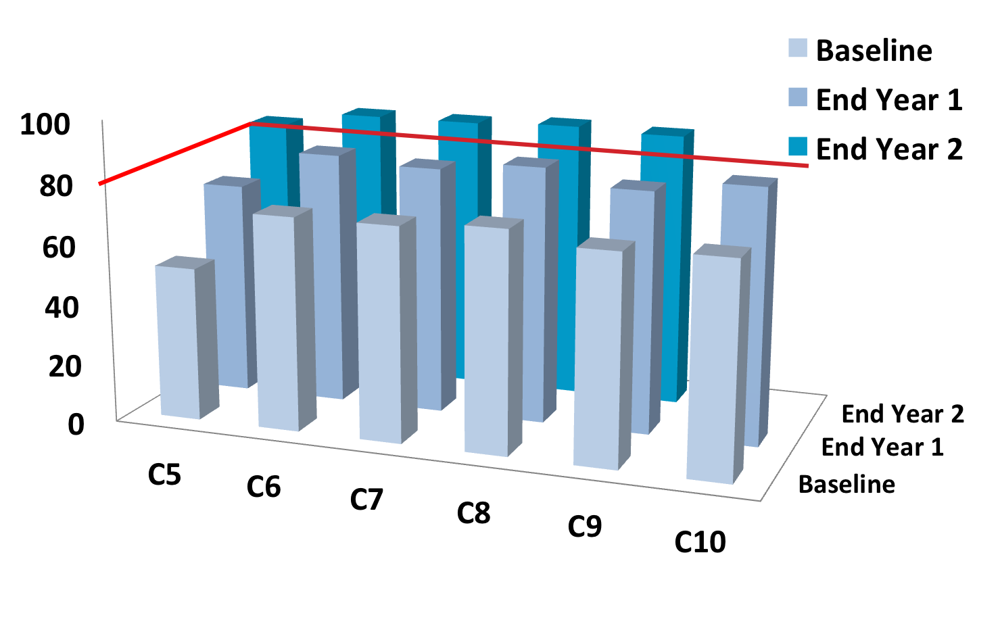 Baseline
End Year 1
End Year 2
100
80
60
40
20
0
End Year 2
End Year 1
Baseline
C5
C6
C7
C8
C9
C10